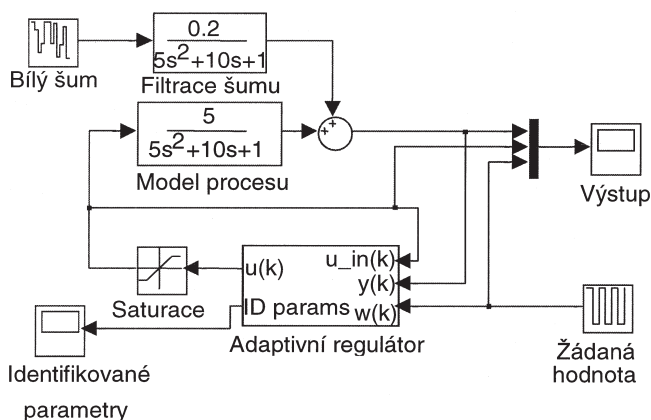 0.2
5s²+10s+1
Bílý šum
Filtrace šumu
5
5s²+10s+1
++
Model procesu
Výstup
u(k)
u_in(k)
y(k)
ID params
w(k)
Saturace
Adaptivní regulátor
Žádaná
hodnota
Identifikované
parametry